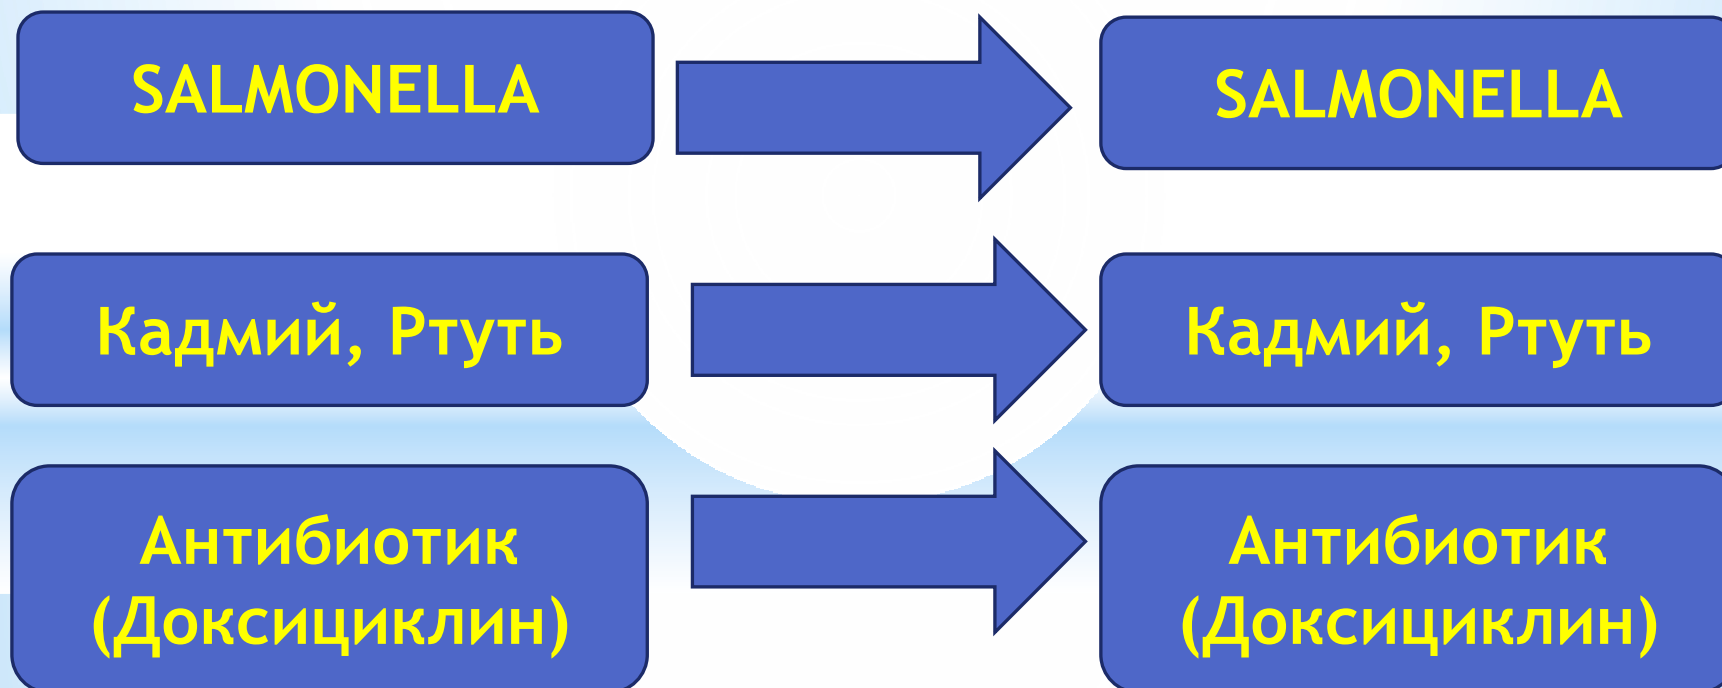 SALMONELLA
SALMONELLA
Кадмий, Ртуть
Кадмий, Ртуть
Антибиотик
(Доксициклин)
Антибиотик
(Доксициклин)